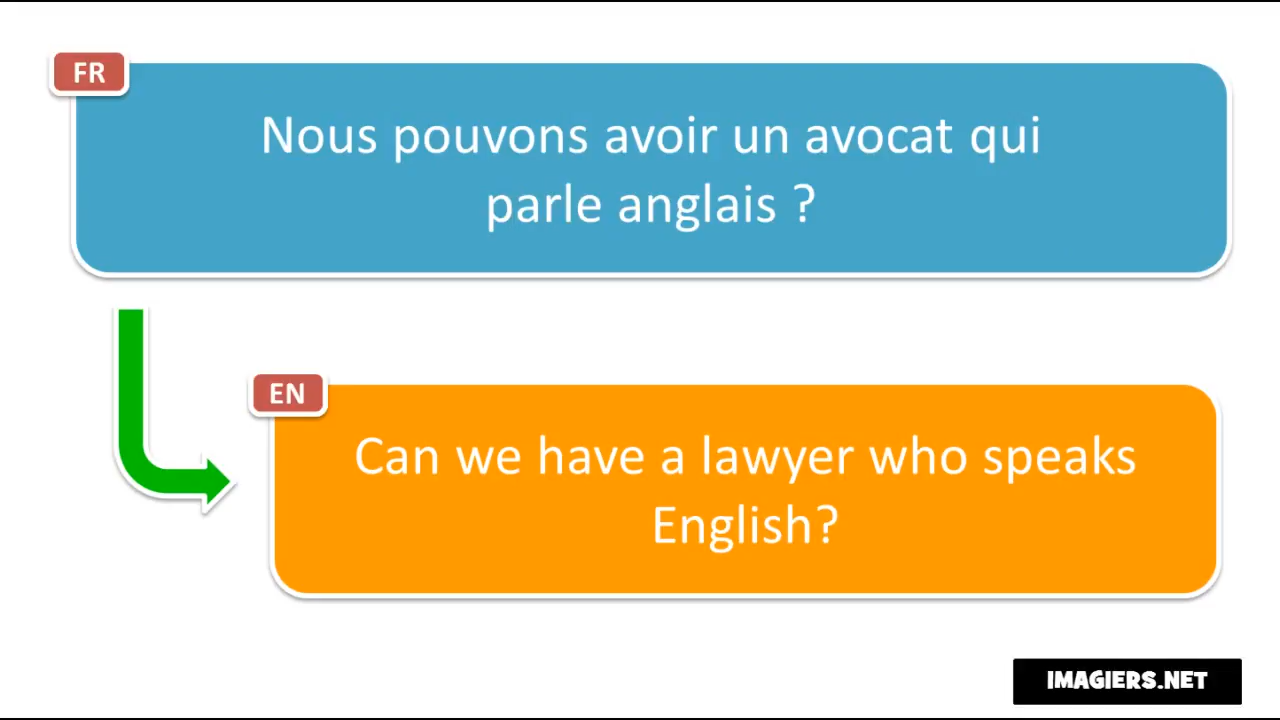 FR
Nous pouvons avoir un avocat qui
parle anglais ?
EN
Can we have a lawyer who speaks
English?
IMAGIERS.NET